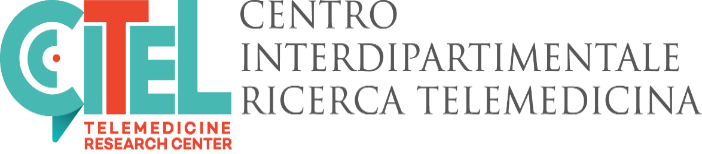 CITEL
TELEMEDICINE
RESEARCH CENTER
CENTRO
INTERDIPARTIMENTALE
RICERCA TELEMEDICINA